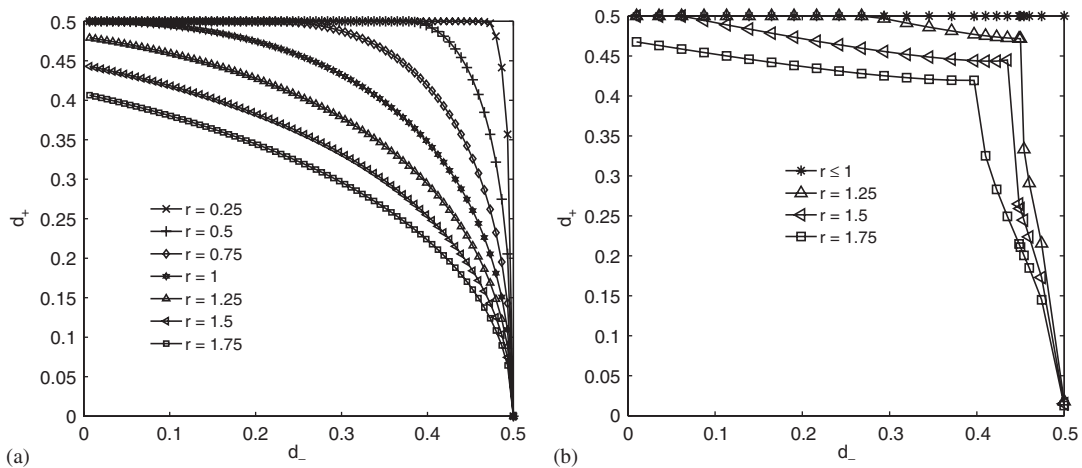 0.5
0.45
0.4
0.35
0.3
0.25
0.2
0.15
0.1
0.05
0
d+
r = 0.25
r = 0.5
r = 0.75
r = 1
r = 1.25
r = 1.5
r = 1.75
0 0.1 0.2 0.3 0.4 0.5
d−
(a)
0.5
0.45
0.4
0.35
0.3
0.25
0.2
0.15
0.1
0.05
0
d+
r ≤ 1
r = 1.25
r = 1.5
r = 1.75
0 0.1 0.2 0.3 0.4 0.5
d−
(b)